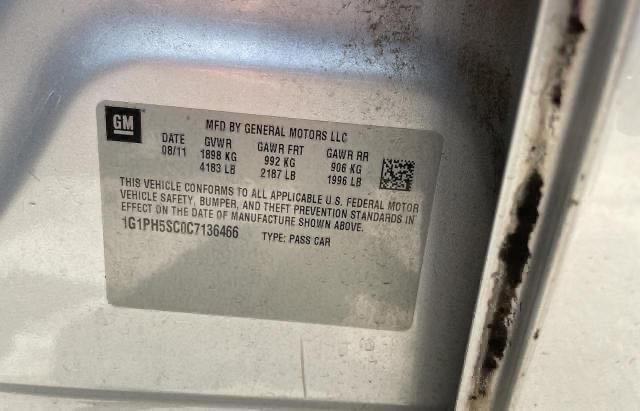 GM
MFD BY GENERAL MOTORS LLC
DATE GVWR GAWR FRT GAWR RR
08/11 1898 KG 992 KG 906 KG
4183 LB 2187 LB 1996 LB
THIS VEHICLE CONFORMS TO ALL APPLICABLE U.S. FEDERAL MOTOR
VEHICLE SAFETY, BUMPER, AND THEFT PREVENTION STANDARDS IN
EFFECT ON THE DATE OF MANUFACTURE SHOWN ABOVE.
1G1PH5SC0C7136466 TYPE: PASS CAR